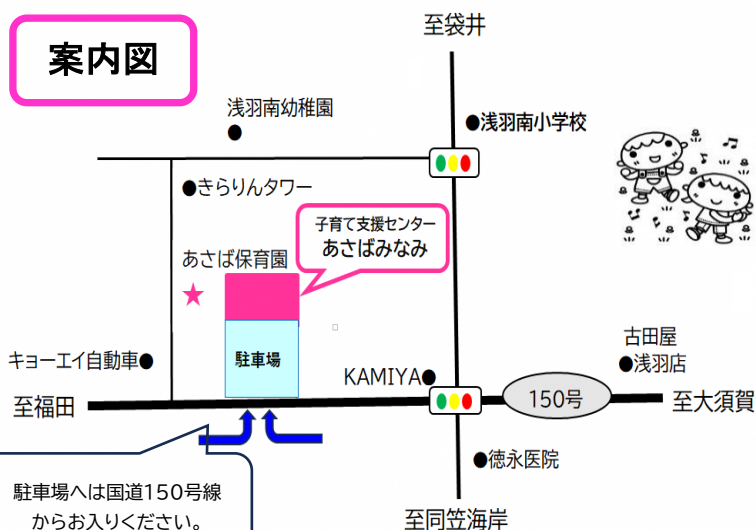 案内図
至袋井
浅羽南幼稚園
●浅羽南小学校
●きらりんタワー
子育て支援センター
あさばみなみ
あさば保育園
駐車場
古田屋
●浅羽店
キョーエイ自動車●
KAMIYA●
150号
至福田
至大須賀
●徳永医院
駐車場へは国道150号線
からお入りください。
至同笠海岸